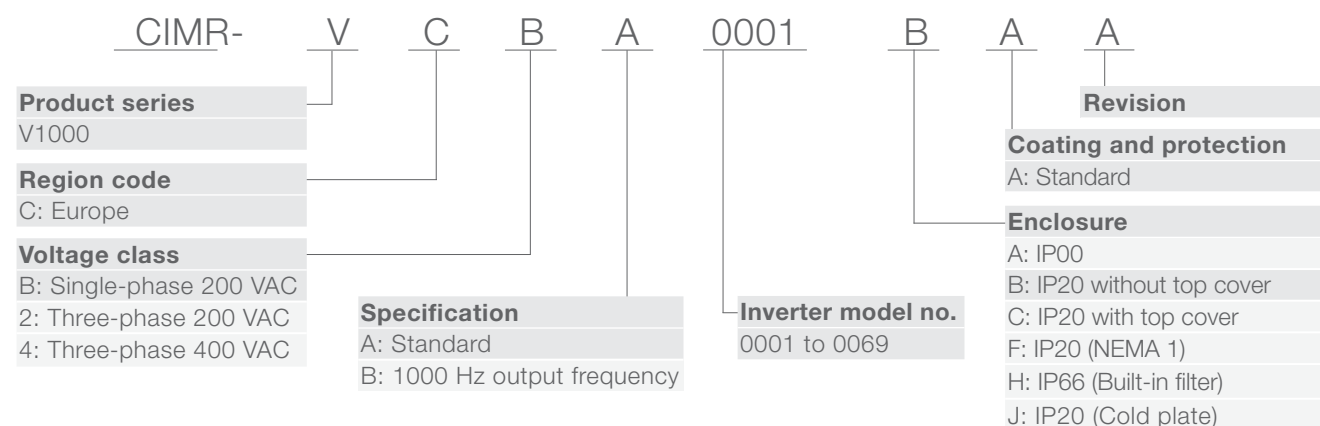 CIMR- V C B A 0001 B A A
Product series
V1000
Region code
C: Europe
Voltage class
B: Single-phase 200 VAC
2: Three-phase 200 VAC
4: Three-phase 400 VAC
Specification
A: Standard
B: 1000 Hz output frequency
Inverter model no.
0001 to 0069
Revision
Coating and protection
A: Standard
Enclosure
A: IP00
B: IP20 without top cover
C: IP20 with top cover
F: IP20 (NEMA 1)
H: IP66 (Built-in filter)
J: IP20 (Cold plate)